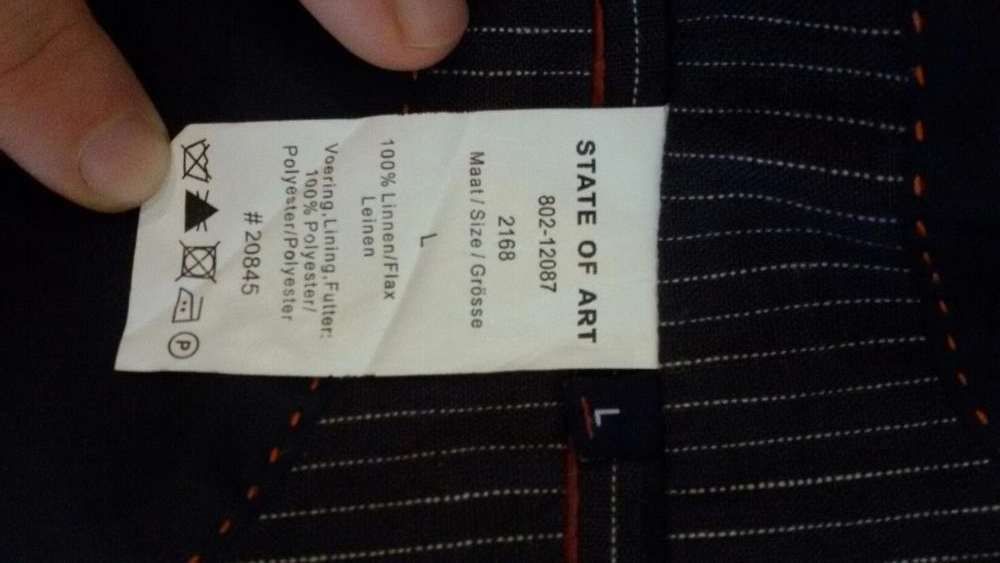 STATE OF ART
802-12087
2168
Maat / Size / Grösse
L
100% Linnen/Flax
Leinen
Voering,Lining,Futter:
100% Polyester/
Polyester/Polyester
# 20845
P
L